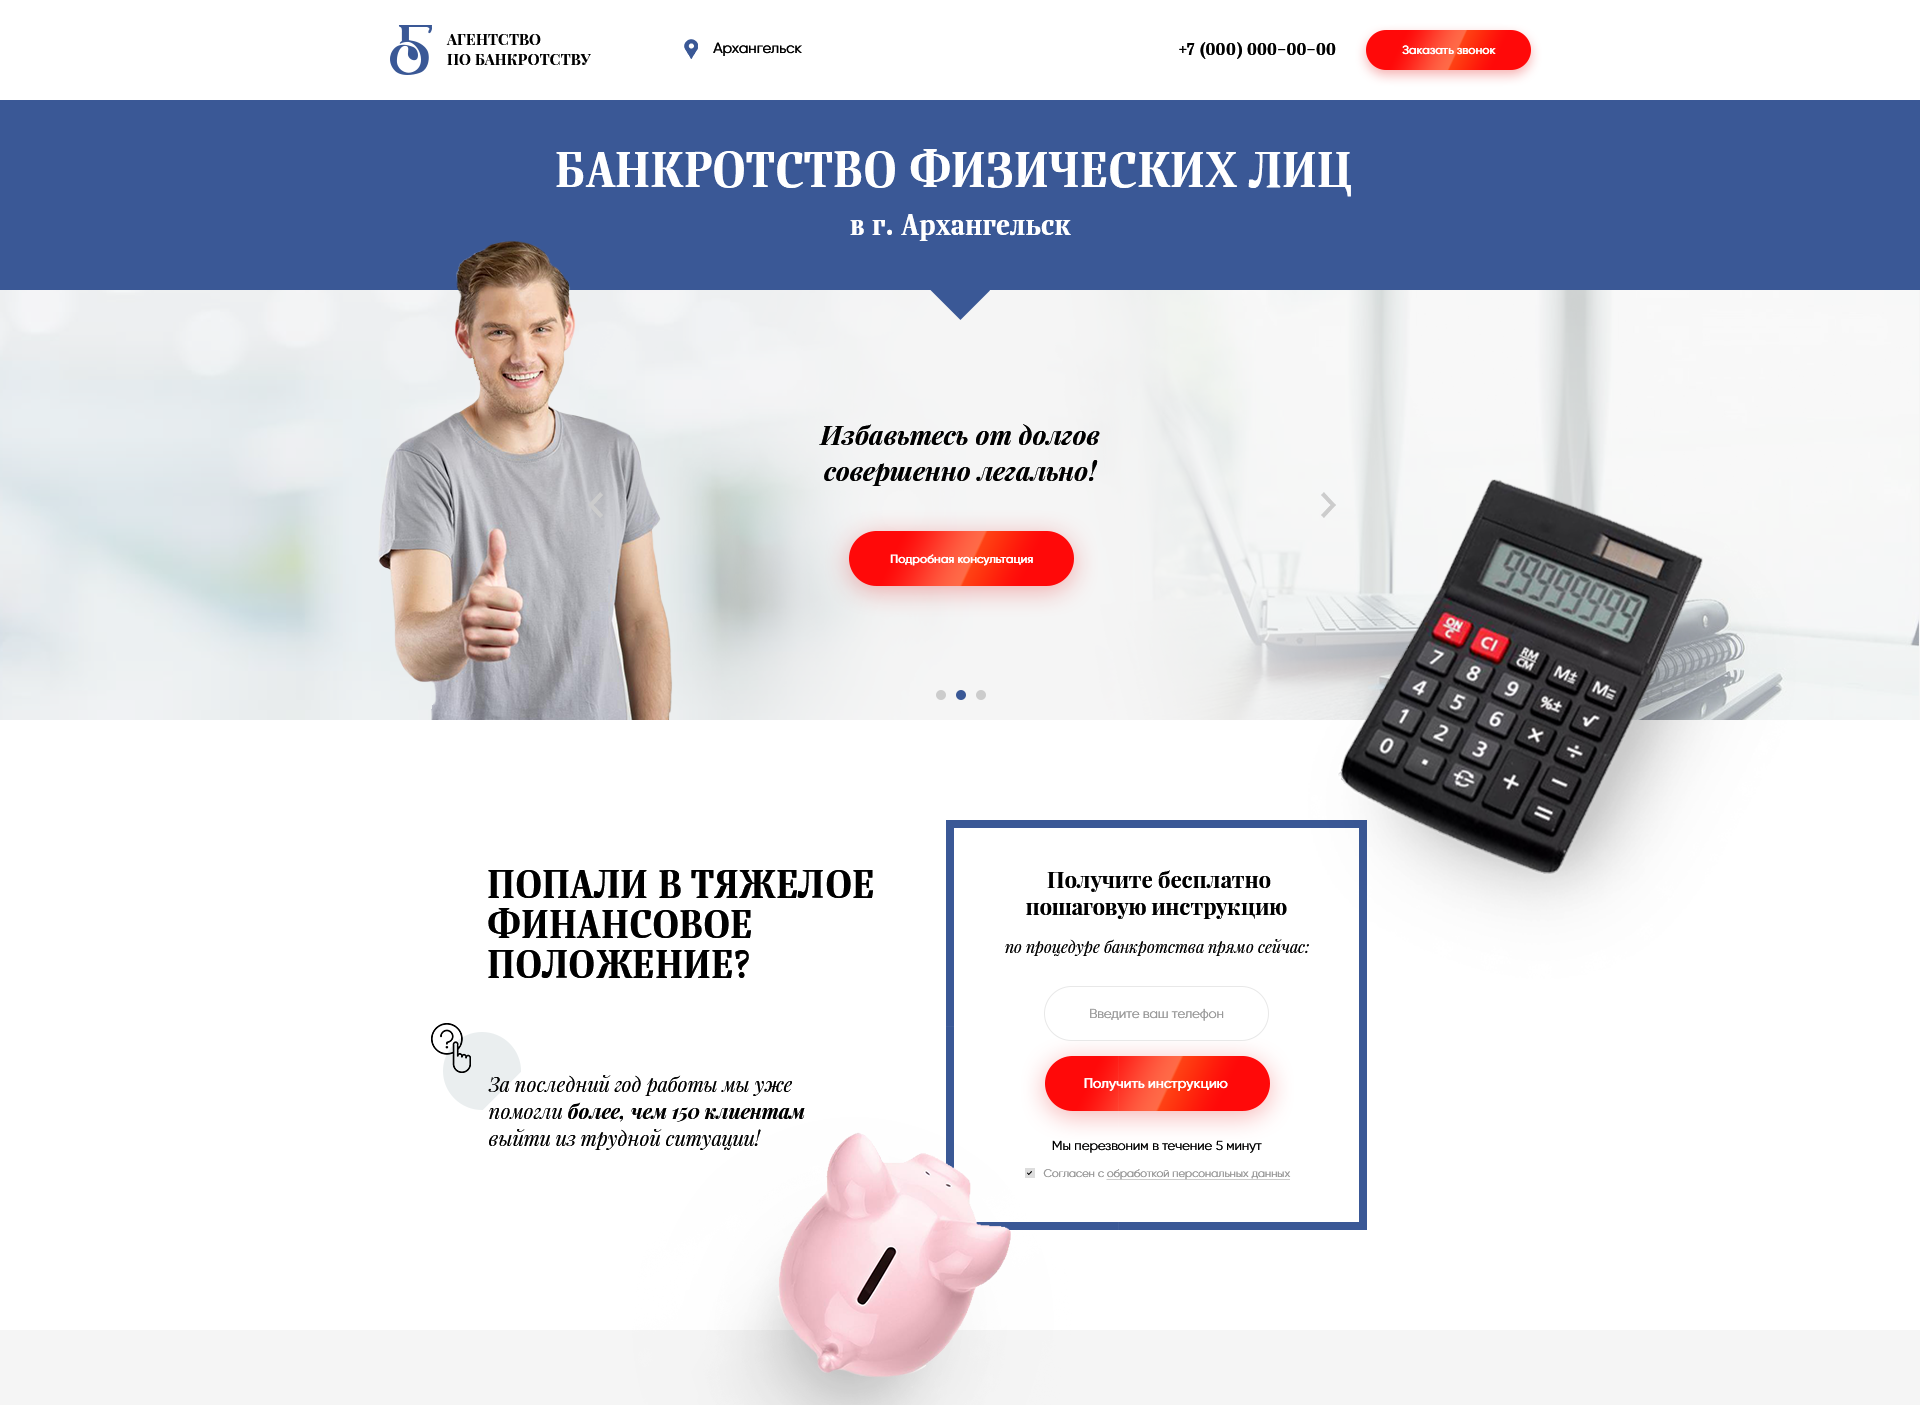 Б
АГЕНТСТВО
ПО БАНКРОТСТВУ
Архангельск
+7 (000) 000-00-00
Заказать звонок
БАНКРОТСТВО ФИЗИЧЕСКИХ ЛИЦ
в г. Архангельск
Избавьтесь от долгов
совершенно легально!
Подробная консультация
99999999
ON C CI RM CM M± M=
7 8 9 %± √
4 5 6 × ÷
1 2 3 + −
0 . =
ПОПАЛИ В ТЯЖЕЛОЕ
ФИНАНСОВОЕ
ПОЛОЖЕНИЕ?
?
За последний год работы мы уже
помогли более, чем 150 клиентам
выйти из трудной ситуации!
Получите бесплатно
пошаговую инструкцию
по процедуре банкротства прямо сейчас:
Введите ваш телефон
Получить инструкцию
Мы перезвоним в течение 5 минут
Согласен с обработкой персональных данных